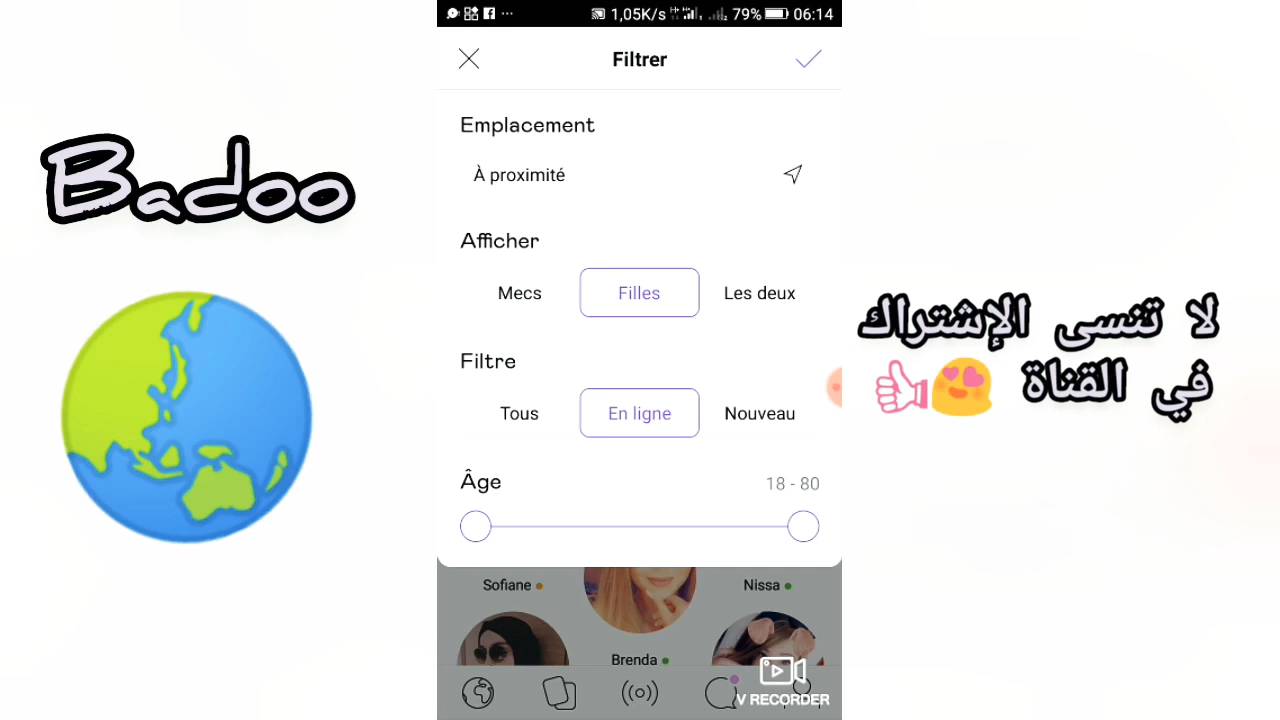 Badoo
1,05K/s 79% 06:14
Filtrer
Emplacement
À proximité
Afficher
Mecs Filles Les deux
Filtre
Tous En ligne Nouveau
Âge 18 - 80
Sofiane Nissa
Brenda
V RECORDER
لا تنسى الإشتراك
في القناة